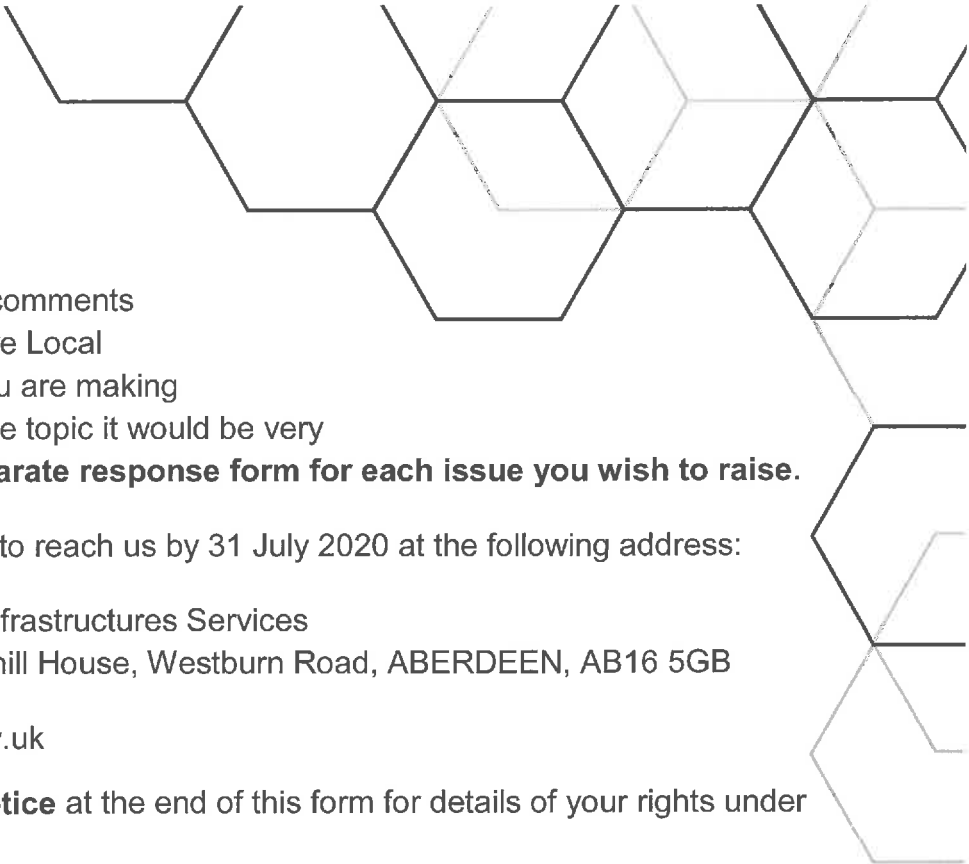 comments
e Local
u are making
e topic it would be very
arate response form for each issue you wish to raise.
to reach us by 31 July 2020 at the following address:
frastructures Services
hill House, Westburn Road, ABERDEEN, AB16 5GB
.uk
tice at the end of this form for details of your rights under